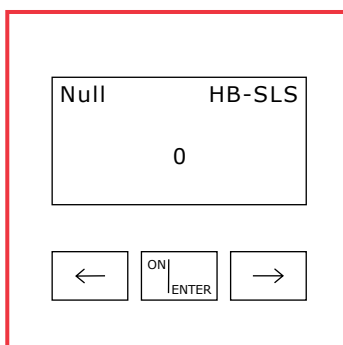 Null HB-SLS
0
← ON ENTER →